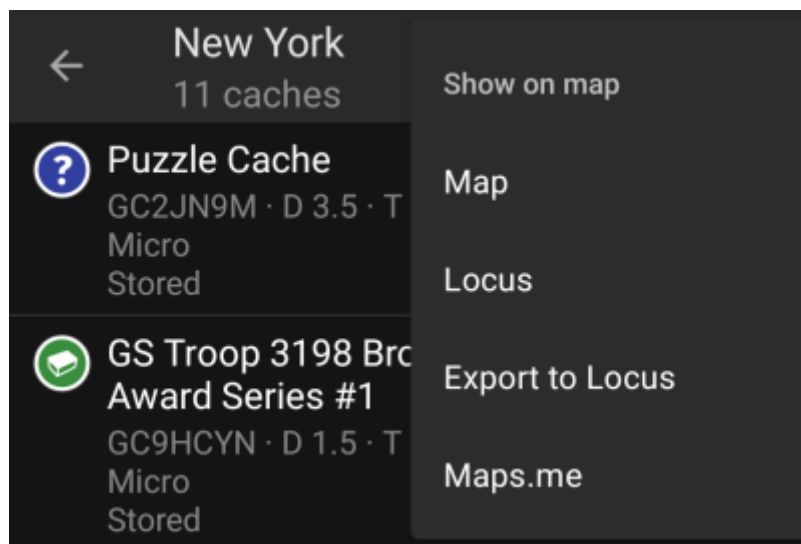 New York
11 caches
Puzzle Cache
GC2JN9M · D 3.5 · T
Micro
Stored
GS Troop 3198 Bro
Award Series #1
GC9HCYN · D 1.5 · T
Micro
Stored
Show on map
Map
Locus
Export to Locus
Maps.me